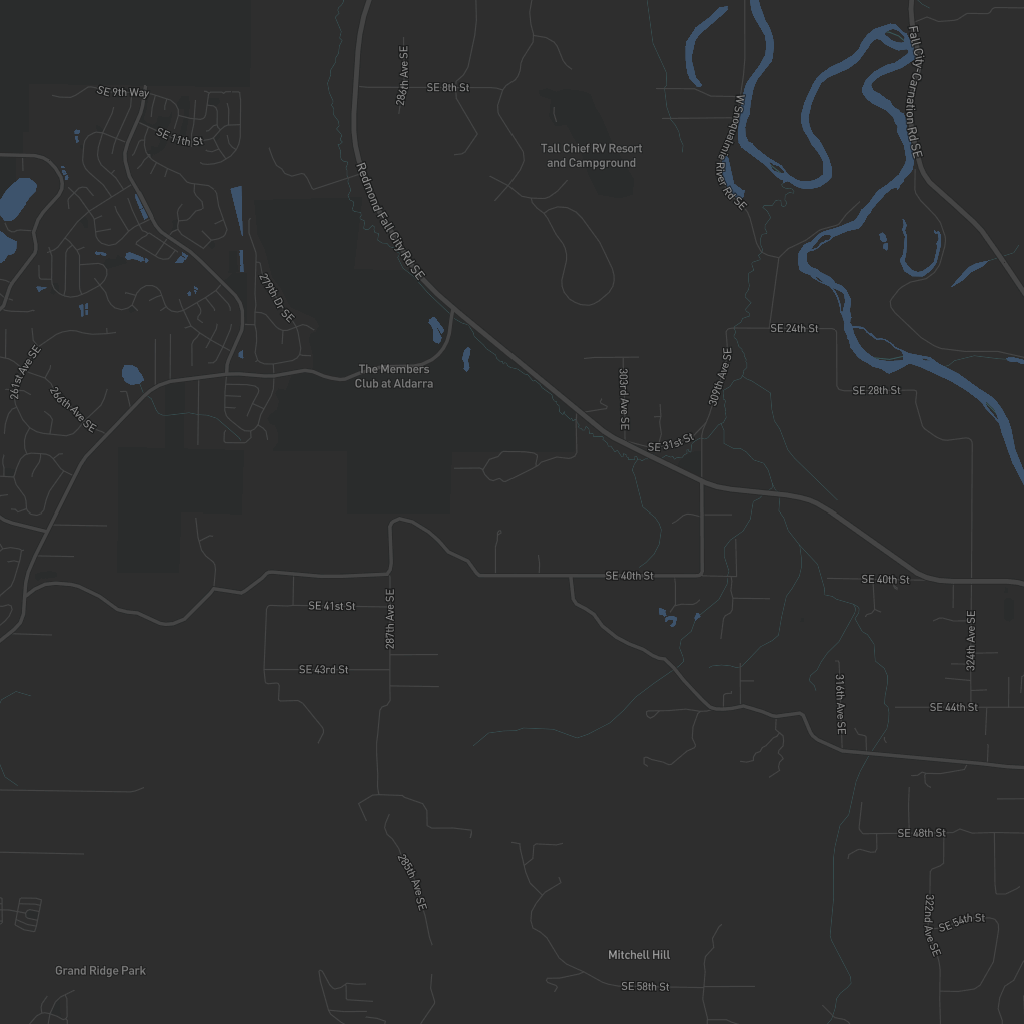 286th Ave SE
SE 8th St
SE 9th Way
SE 11th St
Fall City-Carnation Rd SE
W Snoqualmie River Rd SE
Tall Chief RV Resort
and Campground
Redmond Fall City Rd SE
279th Dr SE
SE 24th St
261st Ave SE
266th Ave SE
The Members
Club at Aldarra
303rd Ave SE
309th Ave SE
SE 28th St
SE 31st St
SE 40th St
SE 40th St
SE 41st St
287th Ave SE
324th Ave SE
SE 43rd St
316th Ave SE
SE 44th St
SE 48th St
285th Ave SE
322nd Ave SE
SE 54th St
Mitchell Hill
Grand Ridge Park
SE 58th St